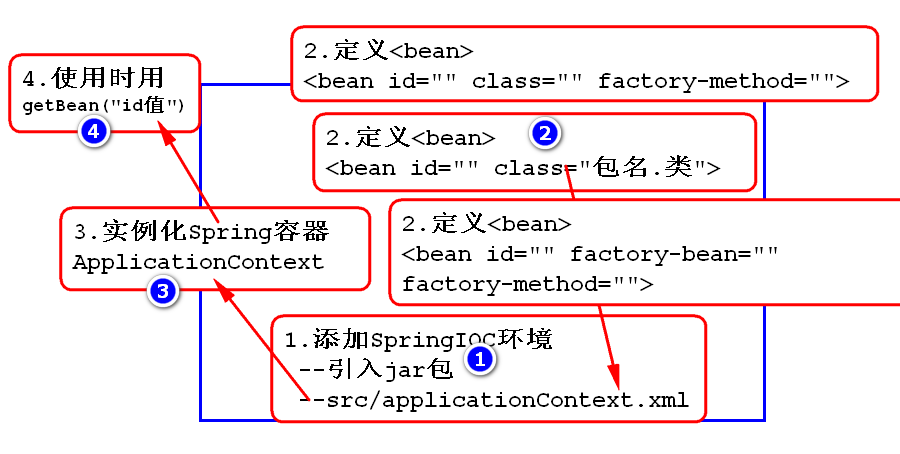 2.定义<bean>
<bean id="" class="" factory-method="">
4.使用时用
getBean("id值")
4
2.定义<bean>
2
<bean id="" class="包名.类">
3.实例化Spring容器
ApplicationContext
3
2.定义<bean>
<bean id="" factory-bean=""
factory-method="">
1.添加SpringIOC环境
1
--引入jar包
--src/applicationContext.xml